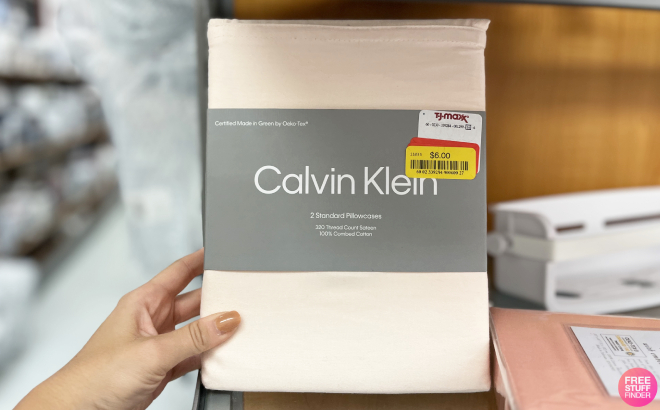 Certified Made in Green by Oeko-Tex®
T.J.maxx
$6.00
Calvin Klein
2 Standard Pillowcases
320 Thread Count Sateen
100% Combed Cotton
FREE
STUFF
FINDER